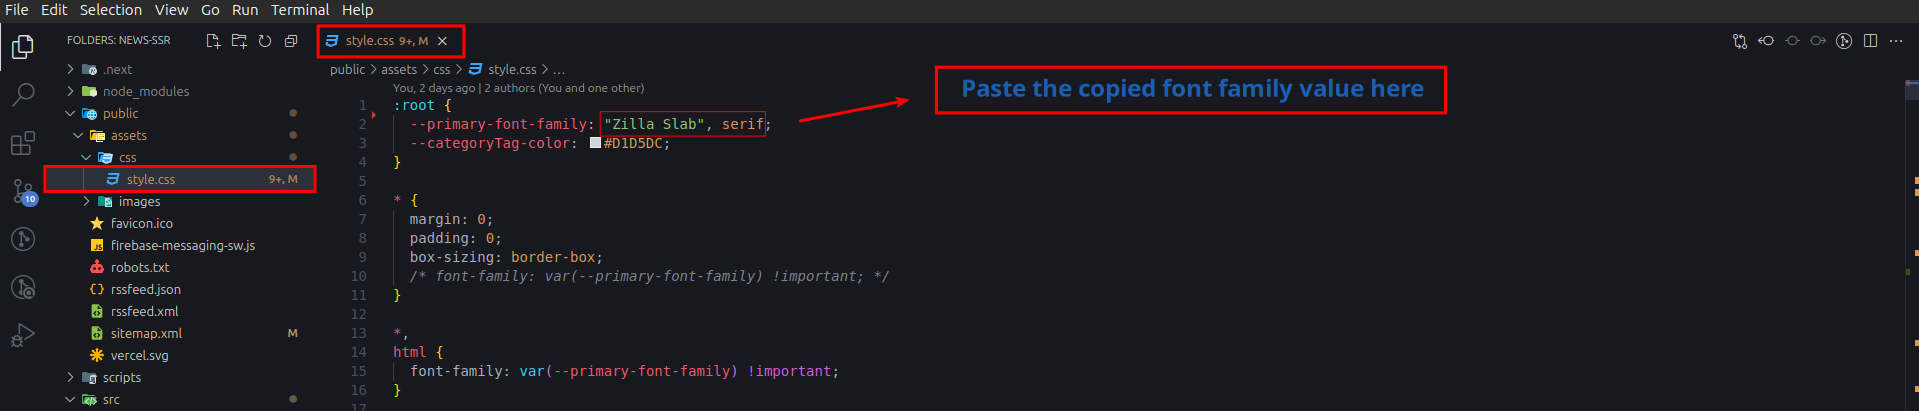 File Edit Selection View Go Run Terminal Help
FOLDERS: NEWS-SSR
.next
node_modules
public
assets
css
style.css 9+, M
images
favicon.ico
JS firebase-messaging-sw.js
robots.txt
{} rssfeed.json
rssfeed.xml
sitemap.xml M
vercel.svg
scripts
src
10
style.css 9+, M
public > assets > css > style.css > ...
You, 2 days ago | 2 authors (You and one other)
1 :root {
2 --primary-font-family: "Zilla Slab", serif;
3 --categoryTag-color: #D1D5DC;
4 }
5
6 * {
7 margin: 0;
8 padding: 0;
9 box-sizing: border-box;
10 /* font-family: var(--primary-font-family) !important; */
11 }
12
13 *,
14 html {
15 font-family: var(--primary-font-family) !important;
16 }
17
Paste the copied font family value here